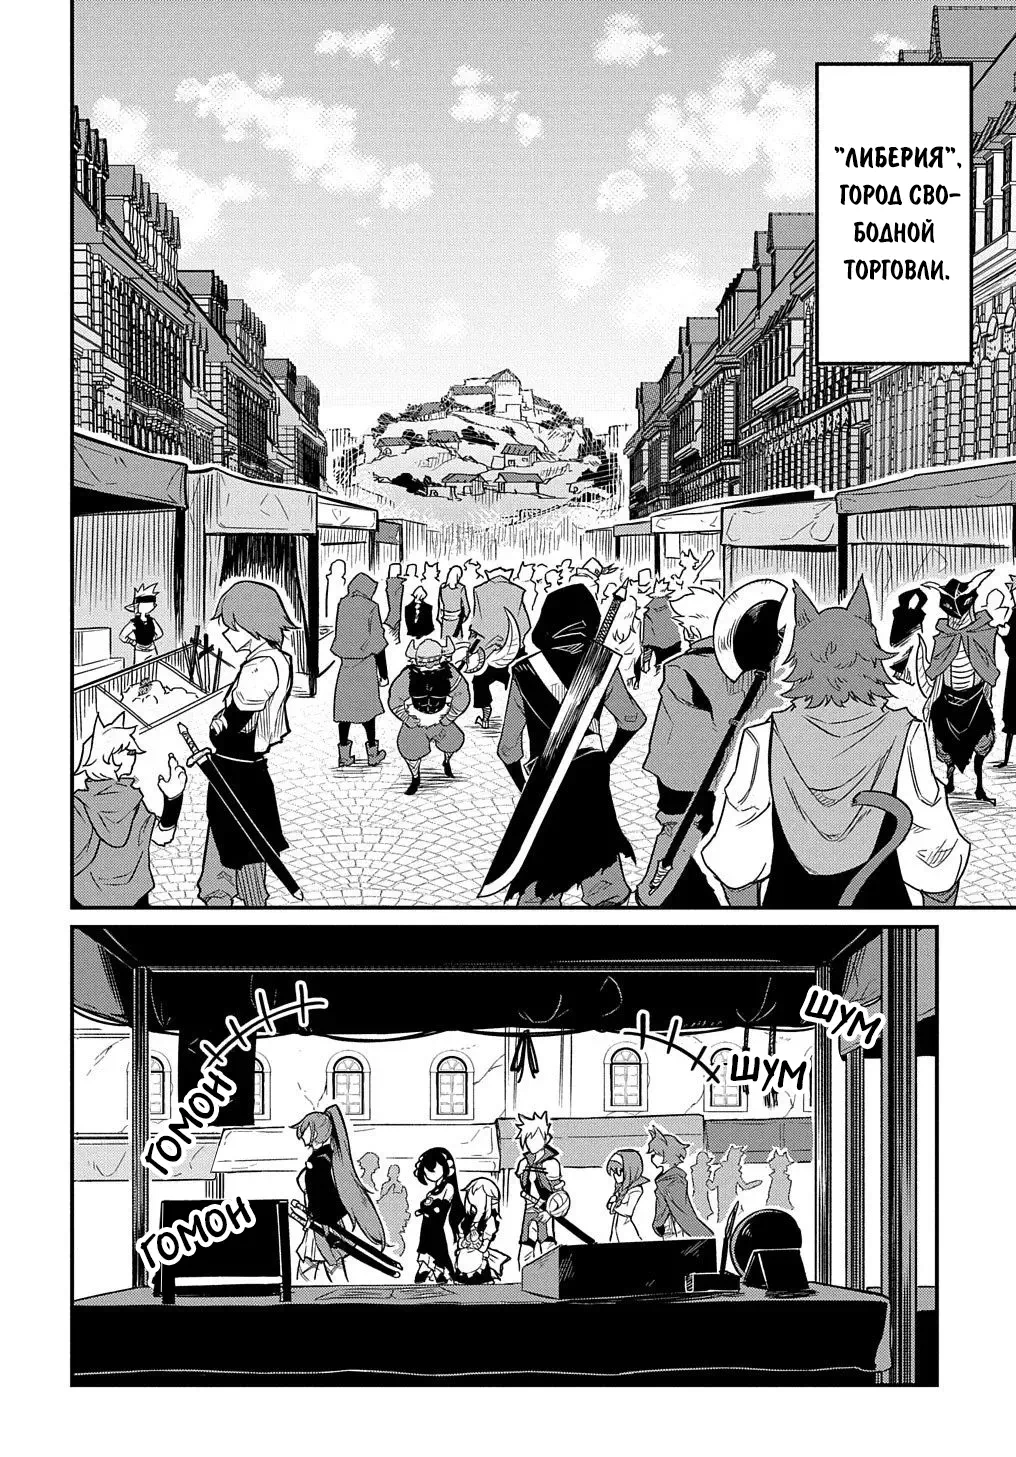 "ЛИБЕРИЯ",
ГОРОД СВО-
БОДНОЙ
ТОРГОВЛИ.
ШУМ
ШУМ
ГОМОН
ГОМОН